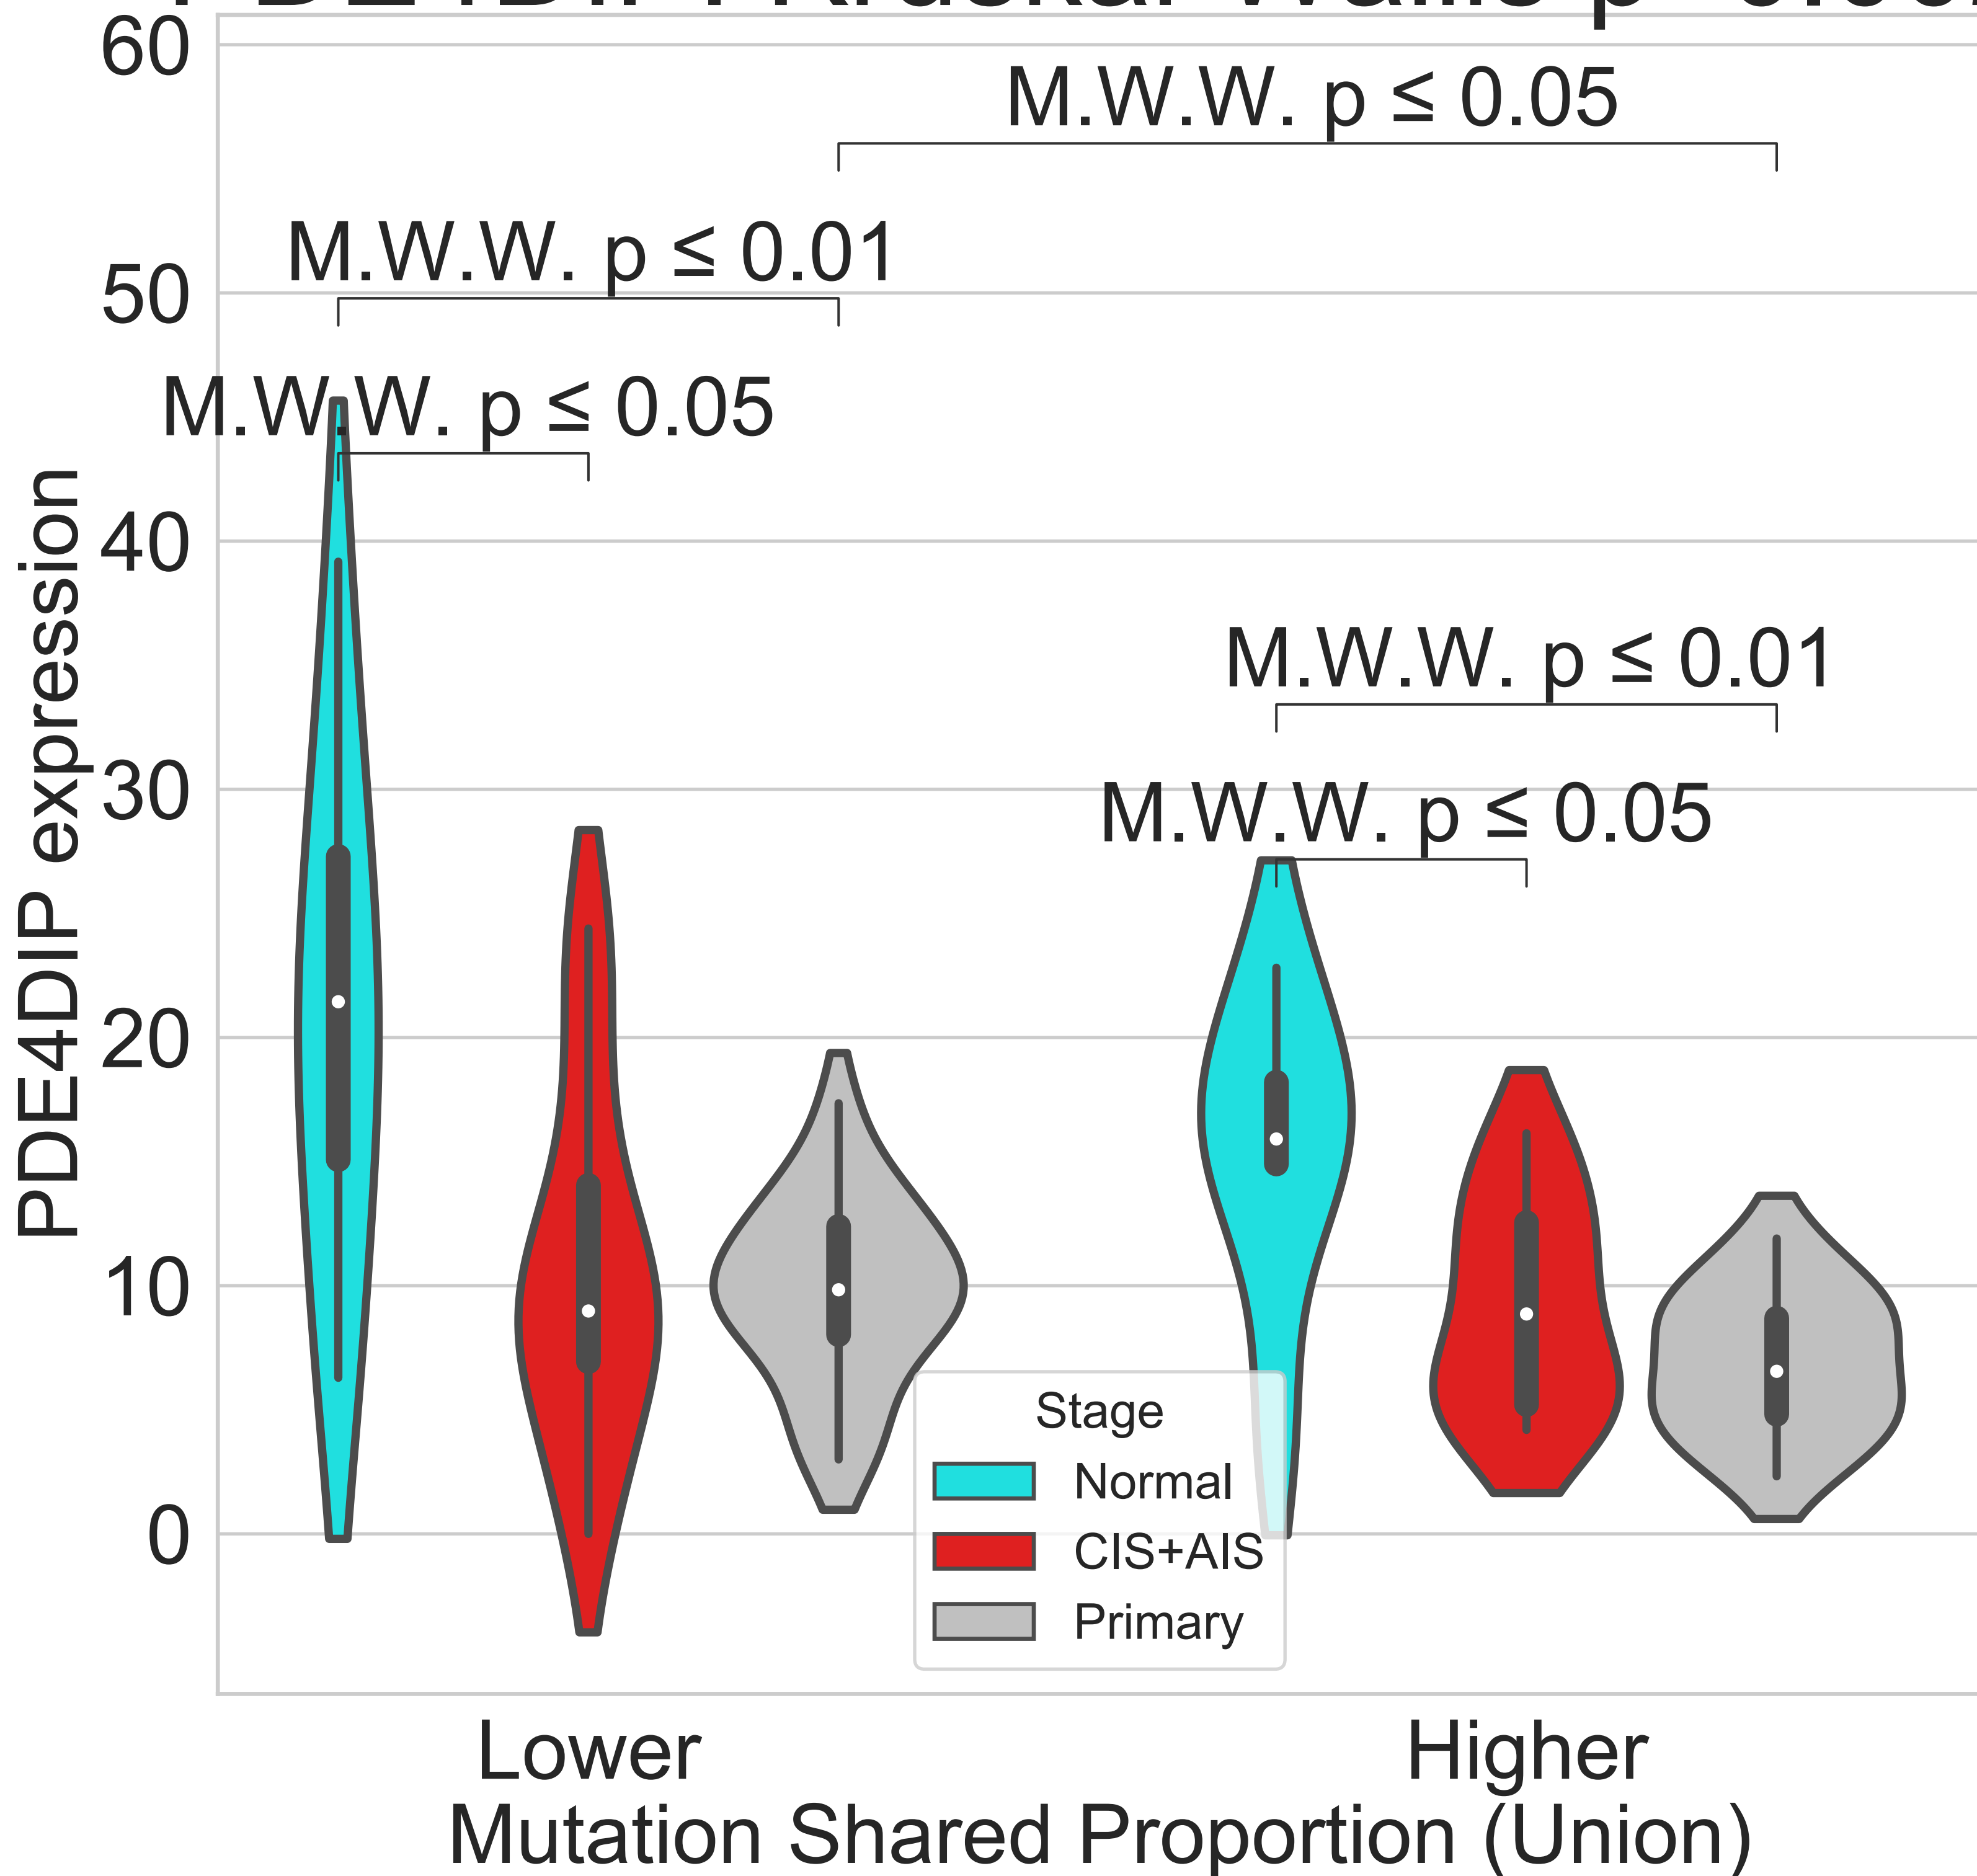 60
M.W.W. p ≤ 0.05
M.W.W. p ≤ 0.01
50
M.W.W. p ≤ 0.05
40
M.W.W. p ≤ 0.01
30
M.W.W. p ≤ 0.05
20
10
0
PDE4DIP expression
Stage
Normal
CIS+AIS
Primary
Lower
Higher
Mutation Shared Proportion (Union)